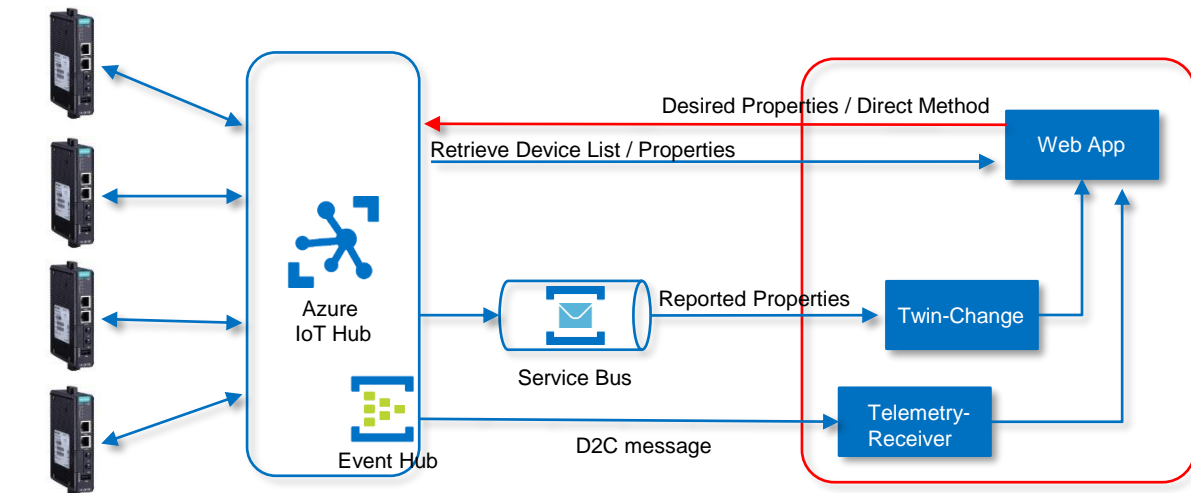 Desired Properties / Direct Method
Web App
Retrieve Device List / Properties
Azure
IoT Hub
Reported Properties
Twin-Change
Service Bus
Telemetry-
Receiver
D2C message
Event Hub